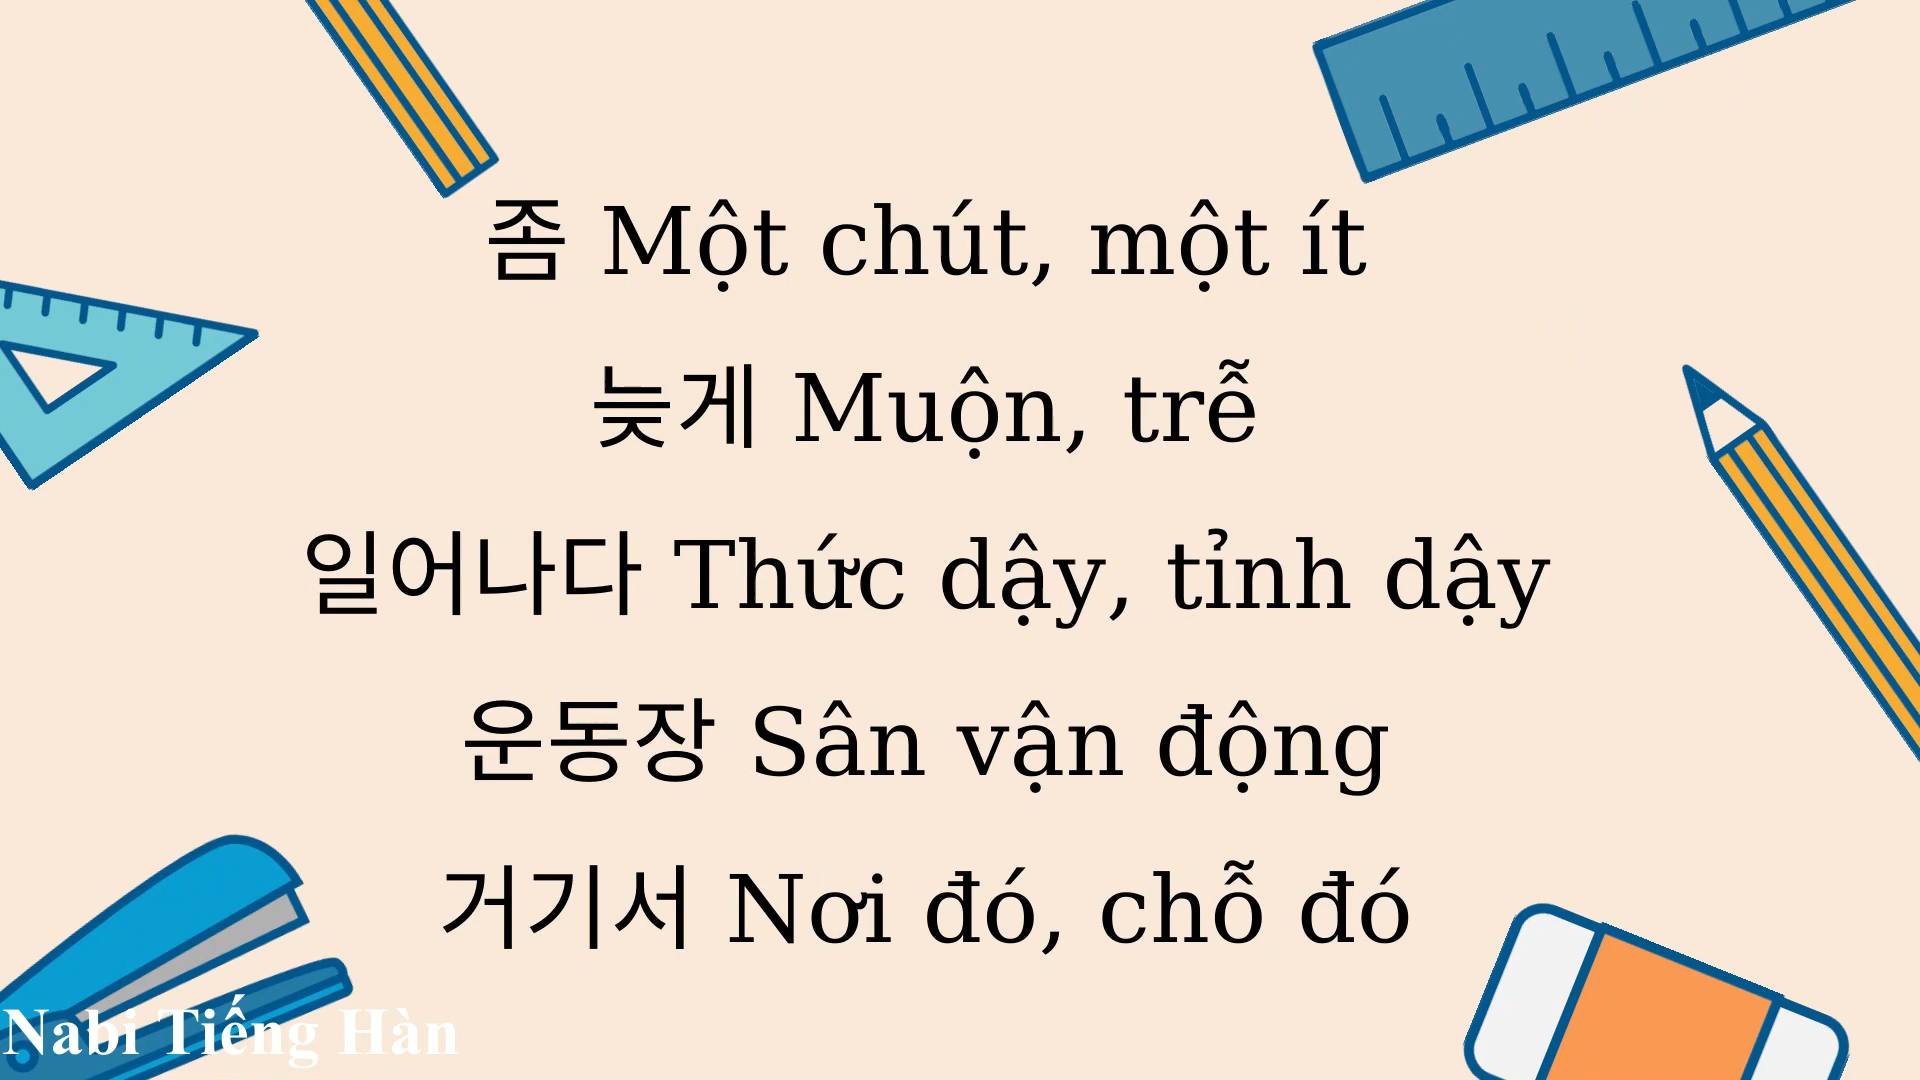 좀 Một chút, một ít
늦게 Muộn, trễ
일어나다 Thức dậy, tỉnh dậy
운동장 Sân vận động
거기서 Nơi đó, chỗ đó
Nabi Tiếng Hàn